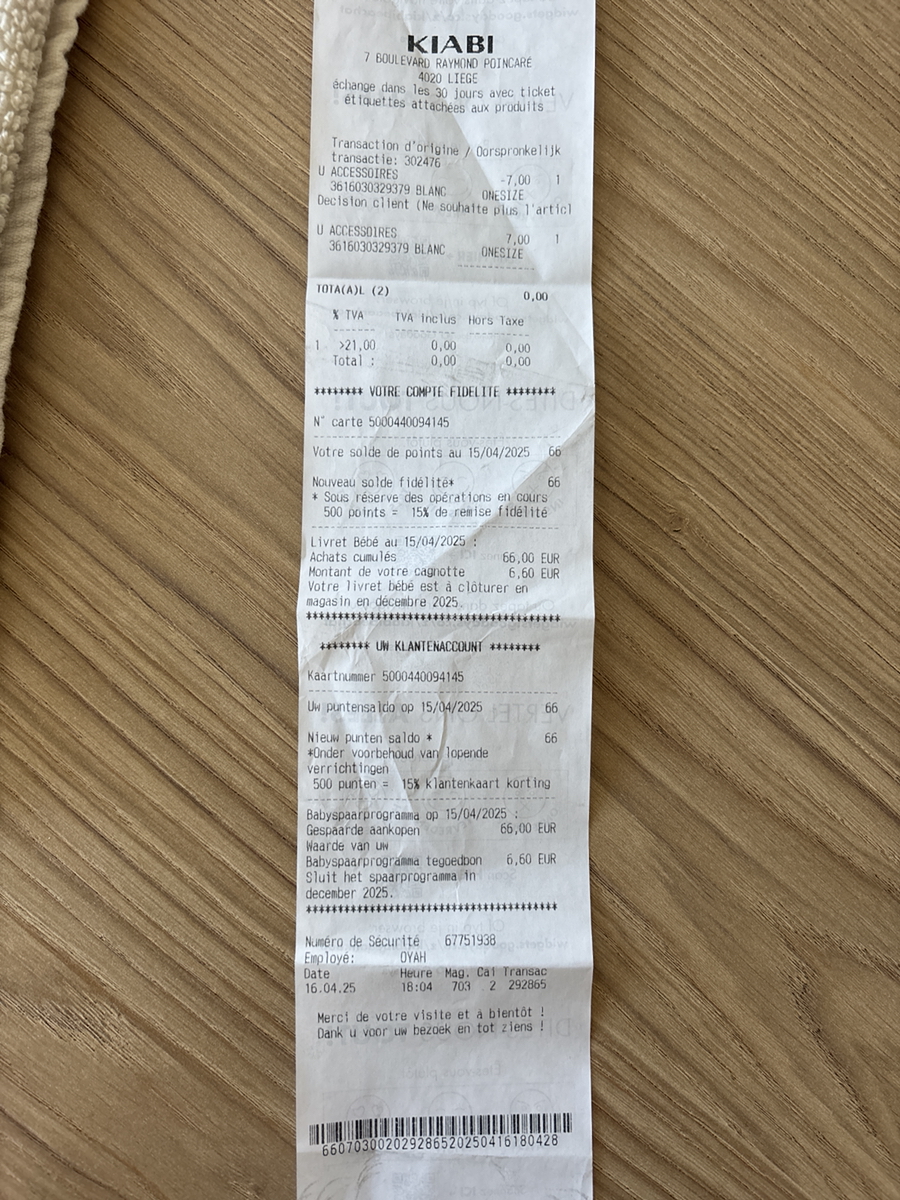 KIABI
7 BOULEVARD RAYMOND POINCARÉ
4020 LIEGE
échange dans les 30 jours avec ticket
étiquettes attachées aux produits
Transaction d'origine / Oorspronkelijk
transactie: 302476
U ACCESSOIRES -7,00 1
3616030329379 BLANC ONESIZE
Decision client (Ne souhaite plus l'articl
U ACCESSOIRES 7,00 1
3616030329379 BLANC ONESIZE
TOTA(A)L (2) 0,00
% TVA TVA Inclus Hors Taxe
1 >21,00 0,00 0,00
Total : 0,00 0,00
******** VOTRE COMPTE FIDELITE ********
N° carte 5000440094145
Votre solde de points au 15/04/2025 66
Nouveau solde fidélité* 66
* Sous réserve des opérations en cours
500 points = 15% de remise fidélité
Livret Bébé au 15/04/2025 :
Achats cumulés 66,00 EUR
Montant de votre cagnotte 6,60 EUR
Votre livret bébé est à clôturer en
magasin en décembre 2025.
****************************************
******** UW KLANTENACCOUNT ********
Kaartnummer 5000440094145
Uw puntensaldo op 15/04/2025 66
Nieuw punten saldo * 66
*Onder voorbehoud van lopende
verrichtingen
500 punten = 15% klantenkaart korting
Babyspaarprogramma op 15/04/2025 :
Gespaarde aankopen 66,00 EUR
Waarde van uw
Babyspaarprogramma tegoedbon 6,60 EUR
Sluit het spaarprogramma in
december 2025.
****************************************
Numéro de Sécurité 67751938
Employé: OYAH
Date Heure Mag. Cai Transac
16.04.25 18:04 703 2 292865
Merci de votre visite et à bientôt !
Dank u voor uw bezoek en tot ziens !
660703002029286520250416180428